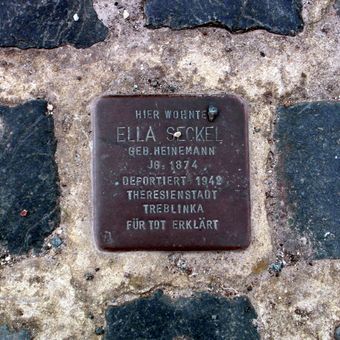 HIER WOHNTE
ELLA SECKEL
GEB. HEINEMANN
JG. 1874
DEPORTIERT 1942
THERESIENSTADT
TREBLINKA
FÜR TOT ERKLÄRT